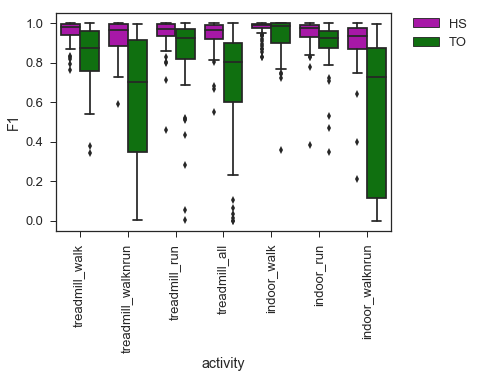 1.0
0.8
0.6
0.4
0.2
0.0
F1
treadmill_walk
treadmill_walknrun
treadmill_run
treadmill_all
indoor_walk
indoor_run
indoor_walknrun
activity
HS
TO